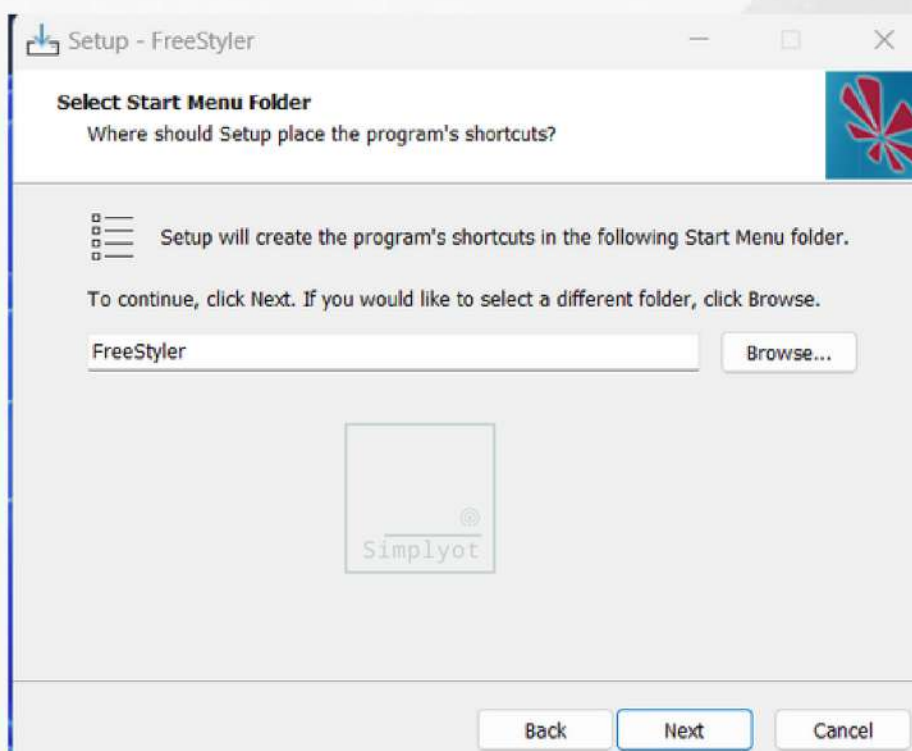 Setup - FreeStyler
Select Start Menu Folder
Where should Setup place the program's shortcuts?
Setup will create the program's shortcuts in the following Start Menu folder.
To continue, click Next. If you would like to select a different folder, click Browse.
FreeStyler Browse...
Simplyot
Back Next Cancel